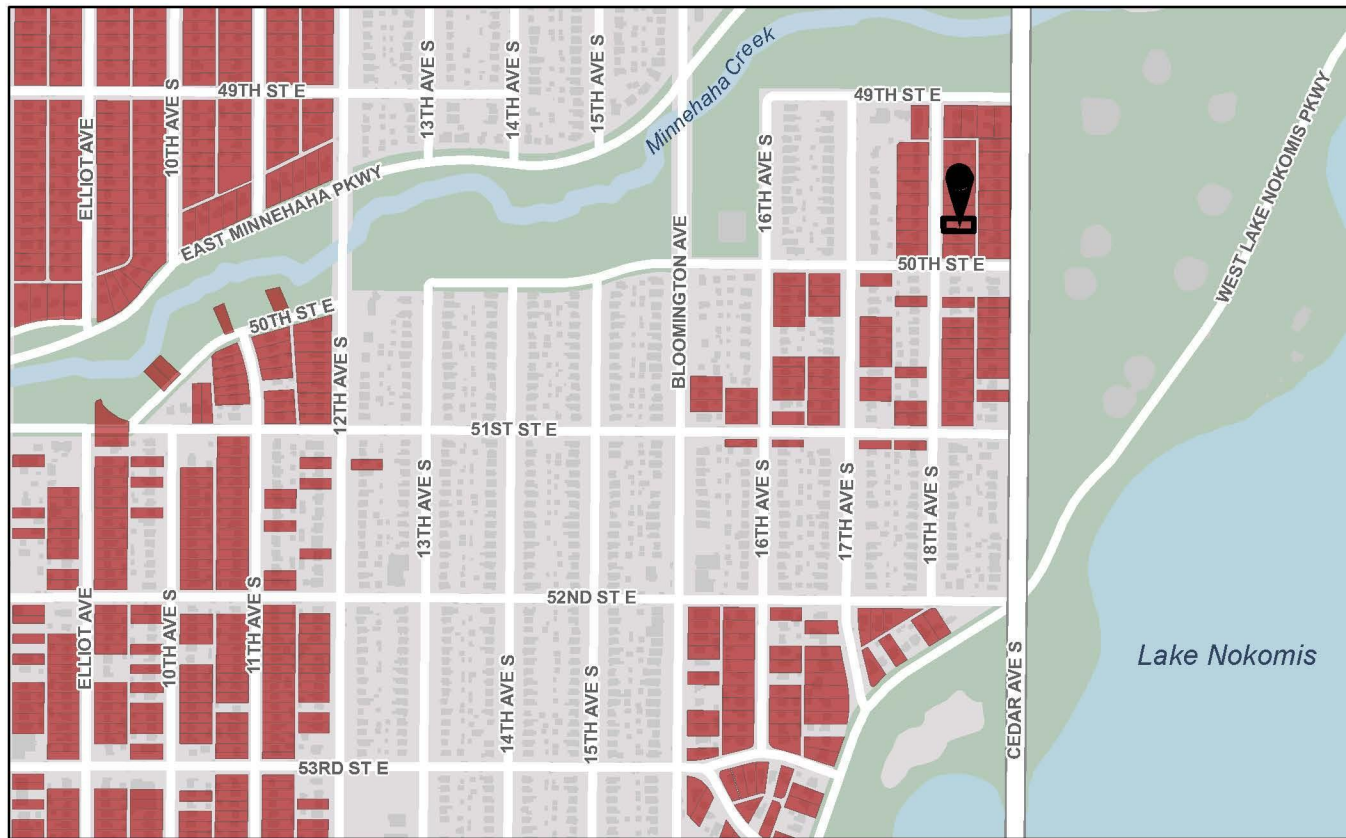 13TH AVE S
14TH AVE S
15TH AVE S
Minnehaha Creek
49TH ST E
49TH ST E
ELLIOT AVE
10TH AVE S
EAST MINNEHAHA PKWY
16TH AVE S
WEST LAKE NOKOMIS PKWY
BLOOMINGTON AVE
50TH ST E
50TH ST E
12TH AVE S
51ST ST E
13TH AVE S
16TH AVE S
17TH AVE S
18TH AVE S
52ND ST E
ELLIOT AVE
10TH AVE S
11TH AVE S
14TH AVE S
15TH AVE S
CEDAR AVE S
Lake Nokomis
53RD ST E